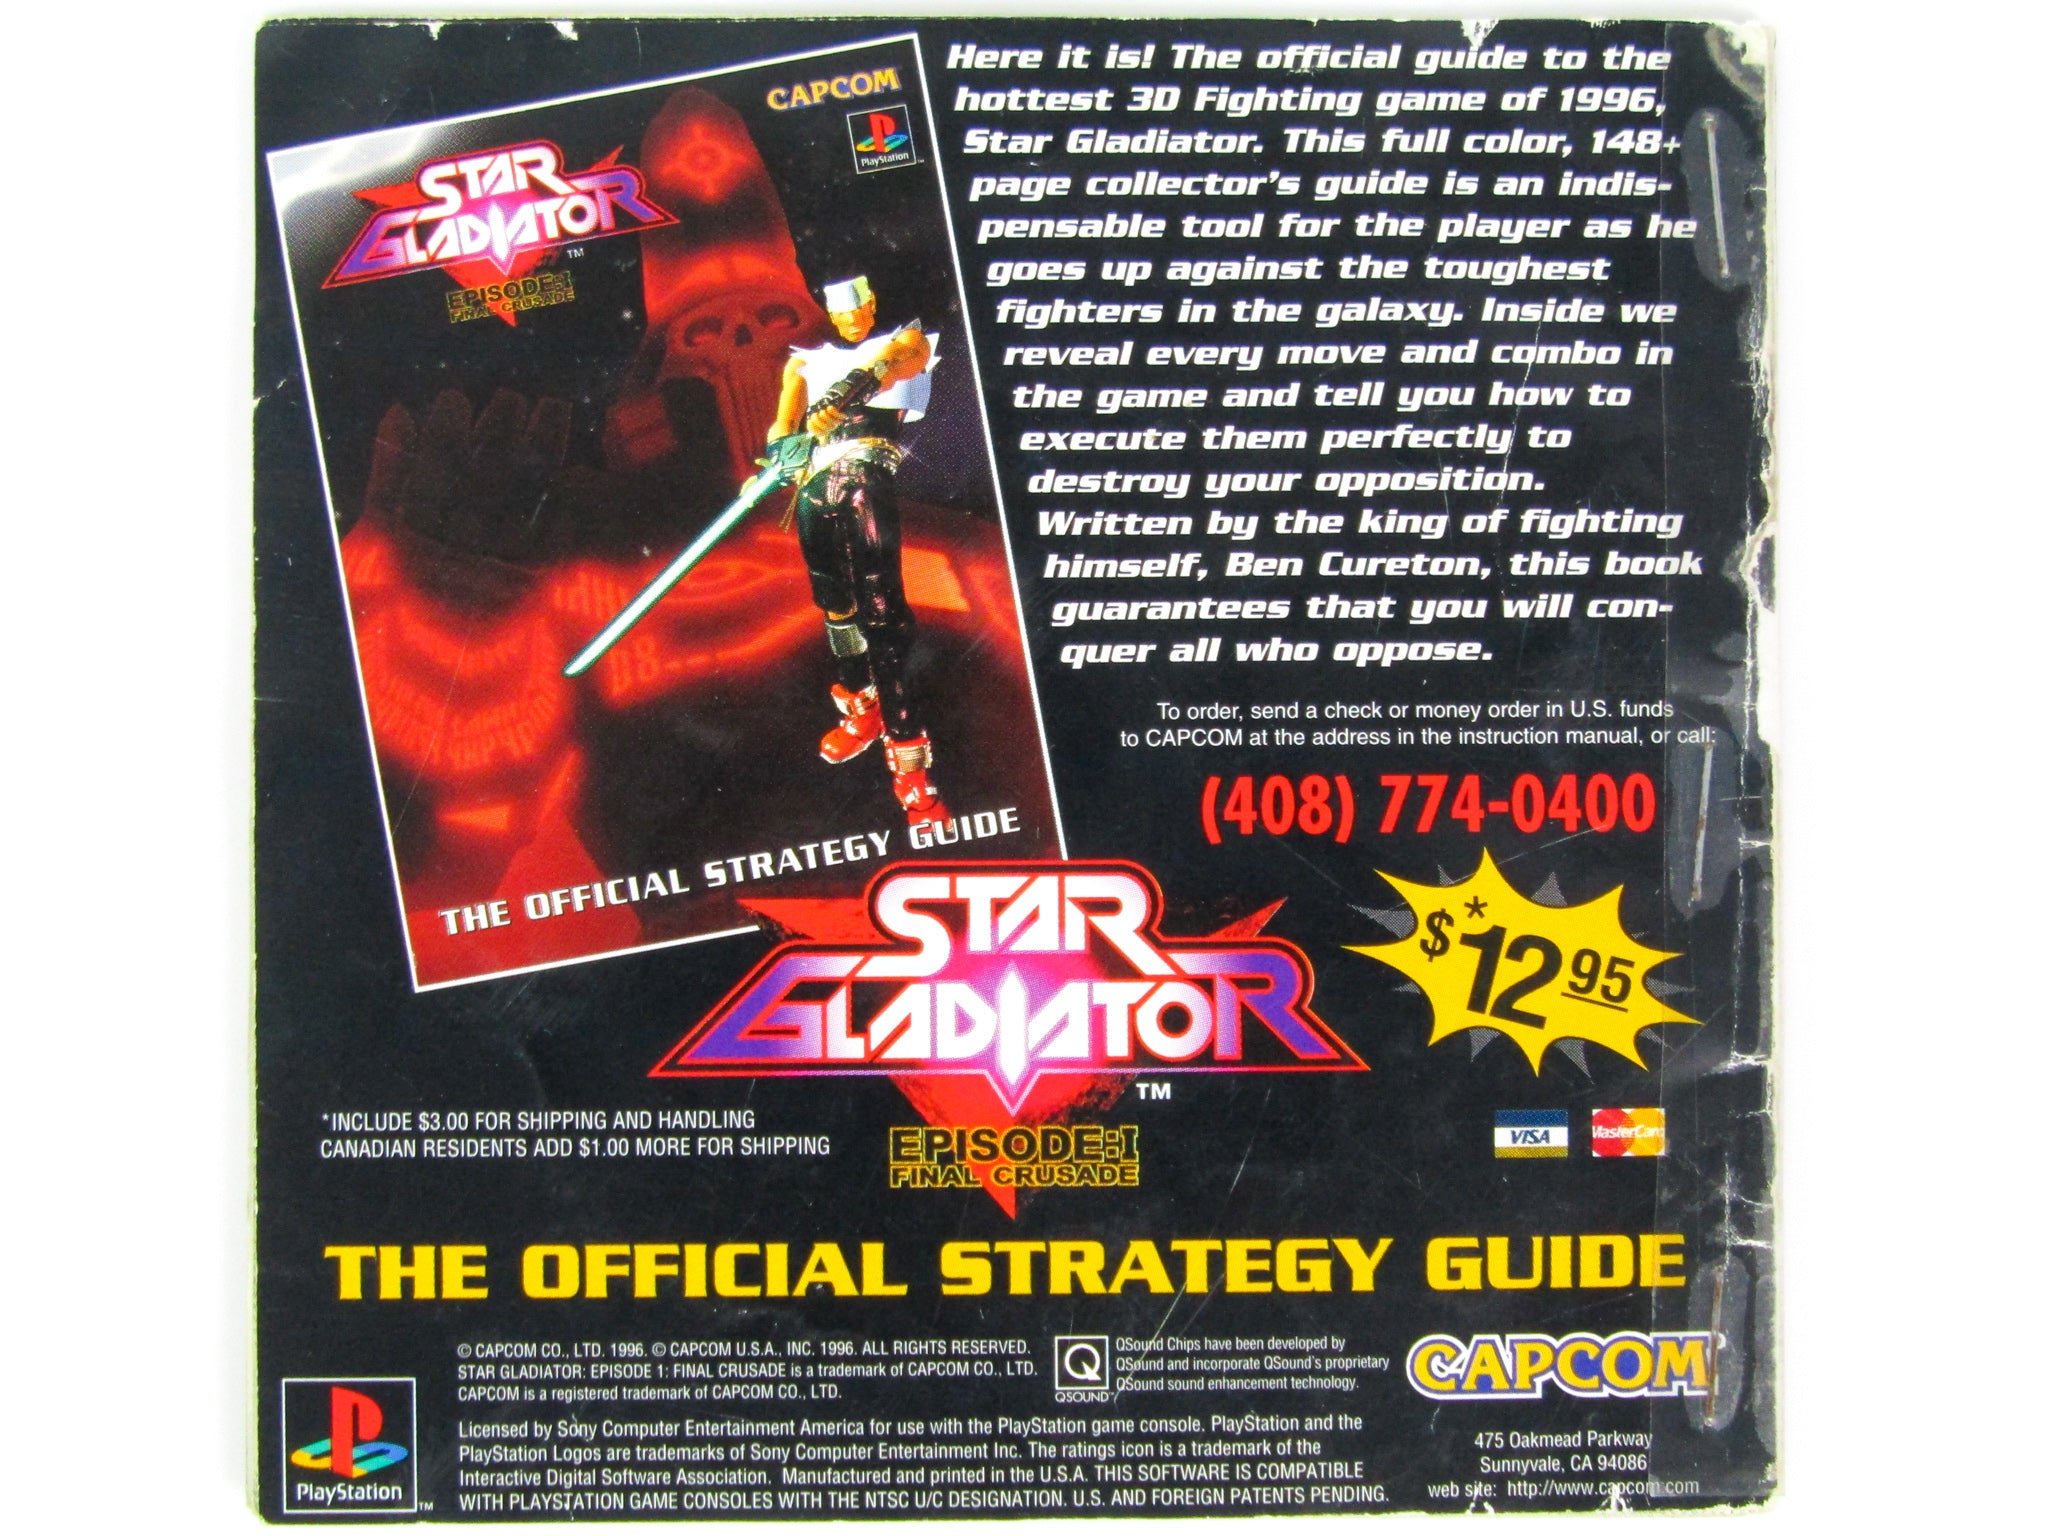 CAPCOM
PlayStation
STAR
GLADIATOR
™
EPISODE:I
FINAL CRUSADE
THE OFFICIAL STRATEGY GUIDE
Here it is! The official guide to the
hottest 3D Fighting game of 1996,
Star Gladiator. This full color, 148+
page collector's guide is an indis-
pensable tool for the player as he
goes up against the toughest
fighters in the galaxy. Inside we
reveal every move and combo in
the game and tell you how to
execute them perfectly to
destroy your opposition.
Written by the king of fighting
himself, Ben Cureton, this book
guarantees that you will con-
quer all who oppose.
To order, send a check or money order in U.S. funds
to CAPCOM at the address in the instruction manual, or call:
(408) 774-0400
$*12 95
STAR
GLADIATOR
™
EPISODE:I
FINAL CRUSADE
*INCLUDE $3.00 FOR SHIPPING AND HANDLING
CANADIAN RESIDENTS ADD $1.00 MORE FOR SHIPPING
VISA MasterCard
THE OFFICIAL STRATEGY GUIDE
© CAPCOM CO., LTD. 1996. © CAPCOM U.S.A., INC. 1996. ALL RIGHTS RESERVED.
STAR GLADIATOR: EPISODE 1: FINAL CRUSADE is a trademark of CAPCOM CO., LTD.
CAPCOM is a registered trademark of CAPCOM CO., LTD.
Q
QSOUND™
QSound Chips have been developed by
QSound and incorporate QSound's proprietary
QSound sound enhancement technology.
CAPCOM
PlayStation™
Licensed by Sony Computer Entertainment America for use with the PlayStation game console. PlayStation and the
PlayStation Logos are trademarks of Sony Computer Entertainment Inc. The ratings icon is a trademark of the
Interactive Digital Software Association. Manufactured and printed in the U.S.A. THIS SOFTWARE IS COMPATIBLE
WITH PLAYSTATION GAME CONSOLES WITH THE NTSC U/C DESIGNATION. U.S. AND FOREIGN PATENTS PENDING.
475 Oakmead Parkway
Sunnyvale, CA 94086
web site: http://www.capcom.com